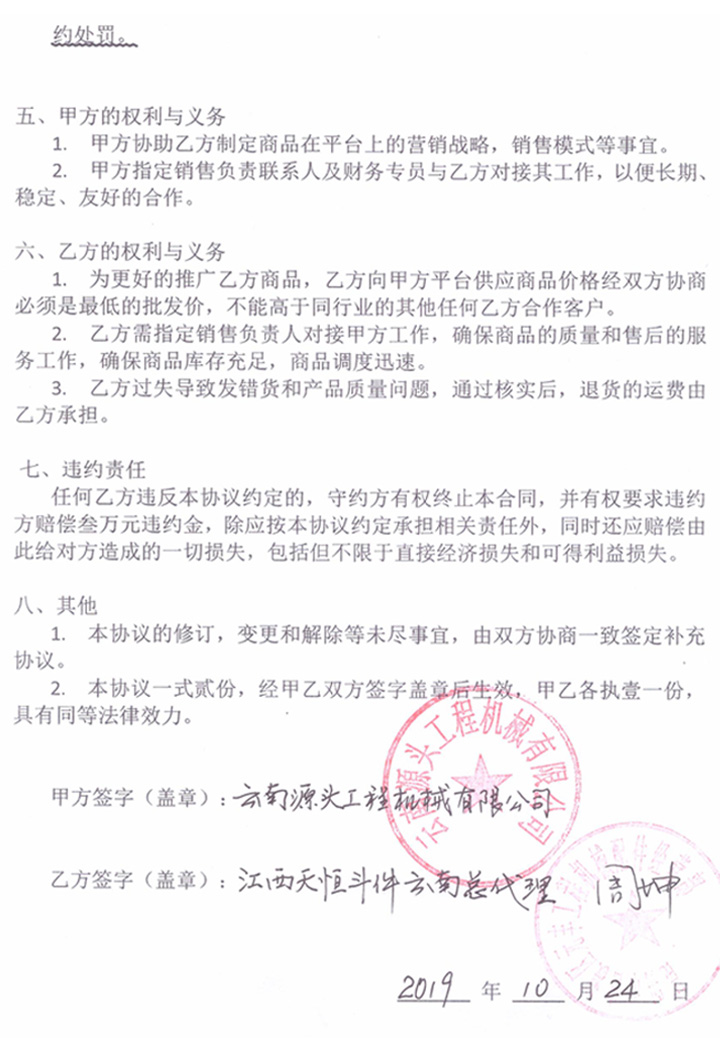 约处罚。
五、甲方的权利与义务
1. 甲方协助乙方制定商品在平台上的营销战略，销售模式等事宜。
2. 甲方指定销售负责联系人及财务专员与乙方对接其工作，以便长期、
稳定、友好的合作。
六、乙方的权利与义务
1. 为更好的推广乙方商品，乙方向甲方平台供应商品价格经双方协商
必须是最低的批发价，不能高于同行业的其他任何乙方合作客户。
2. 乙方需指定销售负责人对接甲方工作，确保商品的质量和售后的服
务工作，确保商品库存充足，商品调度迅速。
3. 乙方过失导致发错货和产品质量问题，通过核实后，退货的运费由
乙方承担。
七、违约责任
任何乙方违反本协议约定的，守约方有权终止本合同，并有权要求违约
方赔偿叁万元违约金，除应按本协议约定承担相关责任外，同时还应赔偿由
此给对方造成的一切损失，包括但不限于直接经济损失和可得利益损失。
八、其他
1. 本协议的修订，变更和解除等未尽事宜，由双方协商一致签定补充
协议。
2. 本协议一式贰份，经甲乙双方签字盖章后生效，甲乙各执壹一份，
具有同等法律效力。
云南源头工程机械有限公司
甲方签字（盖章）：云南源头工程机械有限公司
乙方签字（盖章）：江西天恒斗件云南总代理 周坤
2019 年 10 月 24 日